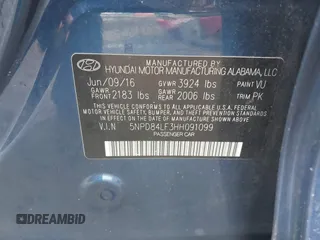 MANUFACTURED BY
HYUNDAI MOTOR MANUFACTURING ALABAMA, LLC
Jun/09/16 GVWR 3924 lbs PAINT VU
GAWR FRONT 2183 lbs GAWR REAR 2006 lbs TRIM PK
THIS VEHICLE CONFORMS TO ALL APPLICABLE U.S. FEDERAL
MOTOR VEHICLE SAFETY, BUMPER, AND THEFT PREVENTION
STANDARDS IN EFFECT ON THE DATE OF MANUFACTURE
SHOWN ABOVE.
V.I.N 5NPD84LF3HH091099
PASSENGER CAR
DREAMBID